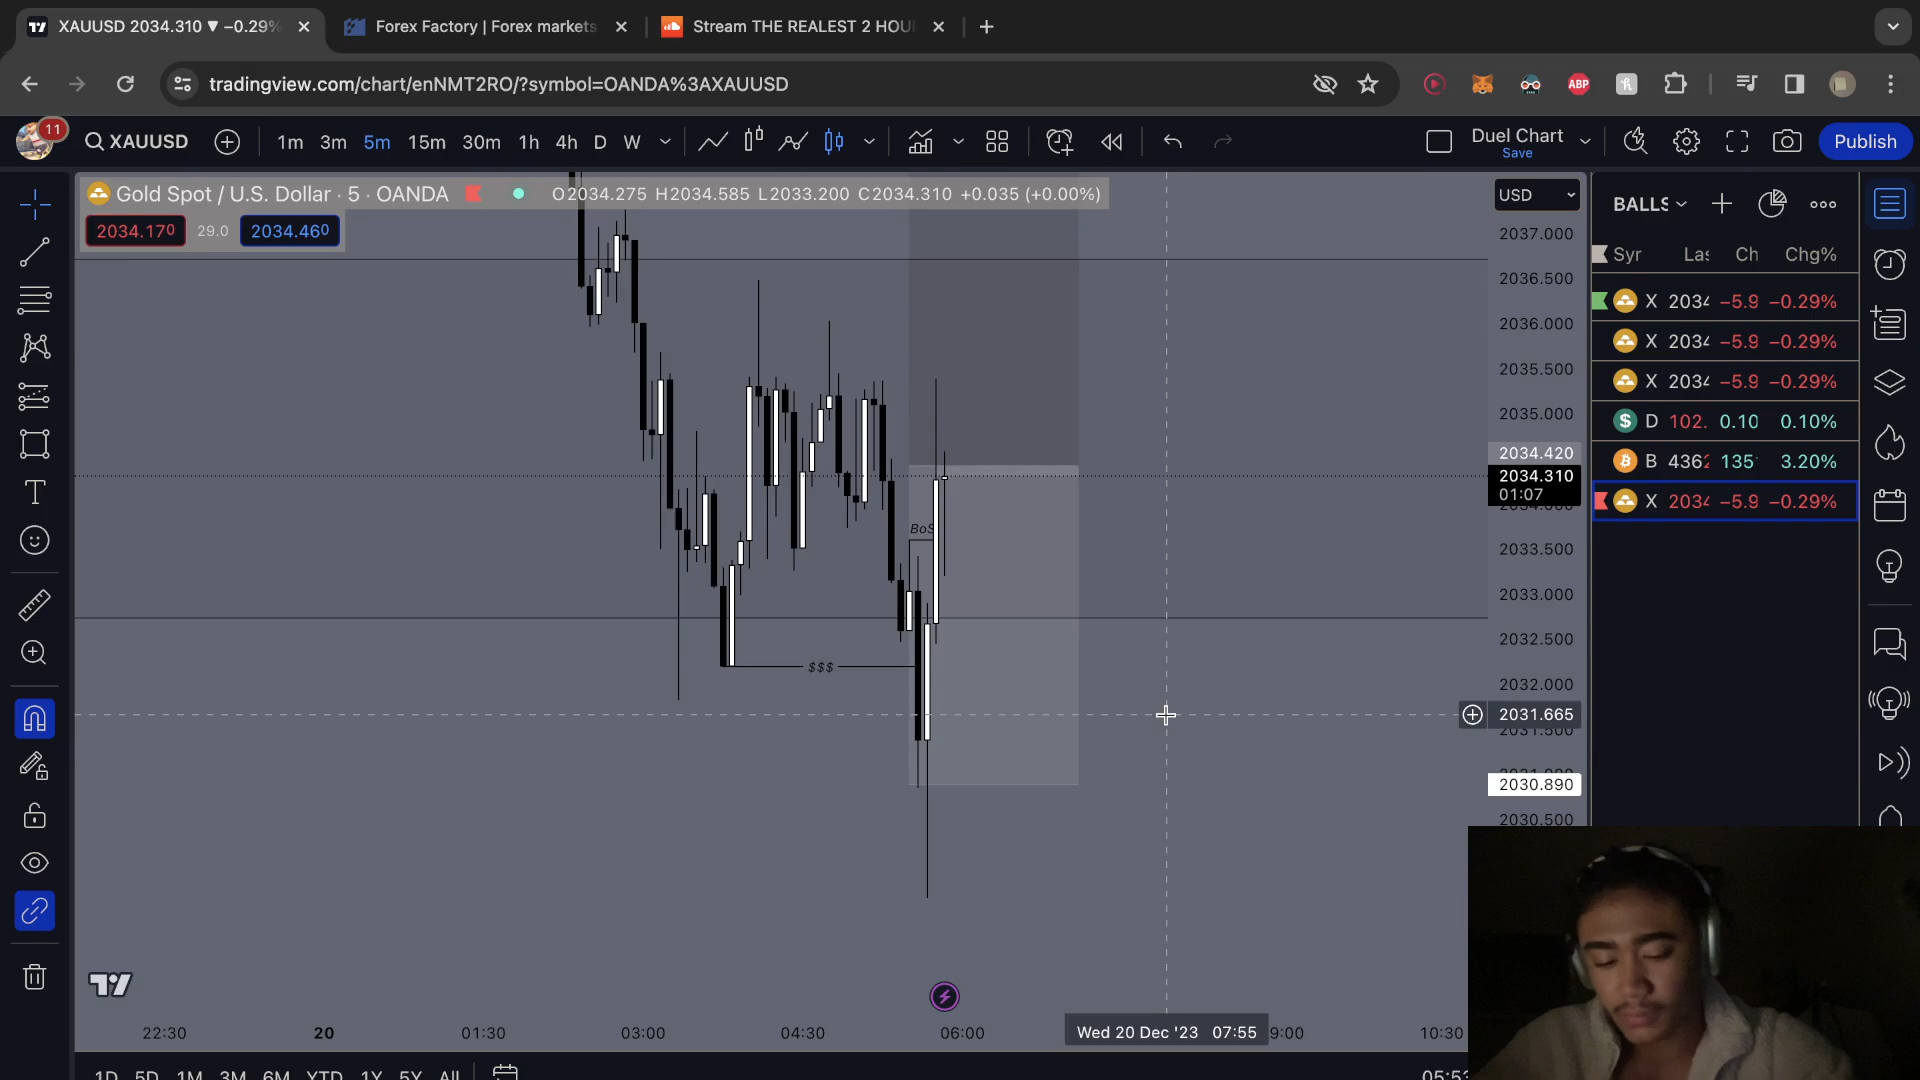 XAUUSD 2034.310 ▼ −0.29%
Forex Factory | Forex markets
Stream THE REALEST 2 HOU
tradingview.com/chart/enNMT2RO/?symbol=OANDA%3AXAUUSD
ABP
11
XAUUSD
1m 3m 5m 15m 30m 1h 4h D W
Duel Chart
Save
Publish
Gold Spot / U.S. Dollar · 5 · OANDA
O2034.275 H2034.585 L2033.200 C2034.310 +0.035 (+0.00%)
2034.170 29.0 2034.460
USD
2037.000
2036.500
2036.000
2035.500
2035.000
2034.420
2034.310
01:07
2033.500
2033.000
2032.500
2032.000
2031.665
2031.500
2030.890
2030.500
BoS
$$$
BALLS
Syr Las Ch Chg%
X 2034 −5.9 −0.29%
X 2034 −5.9 −0.29%
X 2034 −5.9 −0.29%
D 102. 0.10 0.10%
B 4362 135 3.20%
X 2034 −5.9 −0.29%
22:30 20 01:30 03:00 04:30 06:00 Wed 20 Dec '23 07:55 9:00 10:30
1D 5D 1M 3M 6M YTD 1Y 5Y All